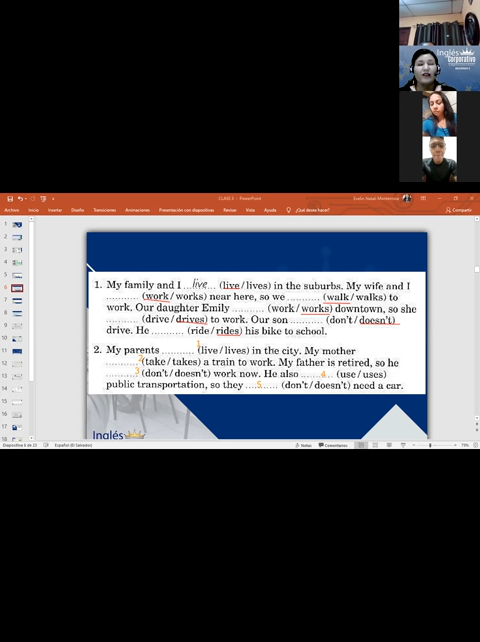 Inglés
Corporativo
CLASE 3 - PowerPoint
Archivo Inicio Insertar Diseño Transiciones Animaciones Presentación con diapositivas Revisar Vista Ayuda ¿Qué desea hacer? Compartir
1. My family and I ...live... (live / lives) in the suburbs. My wife and I
........... (work / works) near here, so we ........... (walk / walks) to
work. Our daughter Emily ........... (work / works) downtown, so she
........... (drive / drives) to work. Our son ........... (don't / doesn't)
drive. He ........... (ride / rides) his bike to school.
2. My parents ........... 1 (live / lives) in the city. My mother
........... 2 (take / takes) a train to work. My father is retired, so he
........... 3 (don't / doesn't) work now. He also ......4.... (use / uses)
public transportation, so they ....5...... (don't / doesn't) need a car.
Inglés
Diapositiva 6 de 23 Español (El Salvador) Notas Comentarios 79%